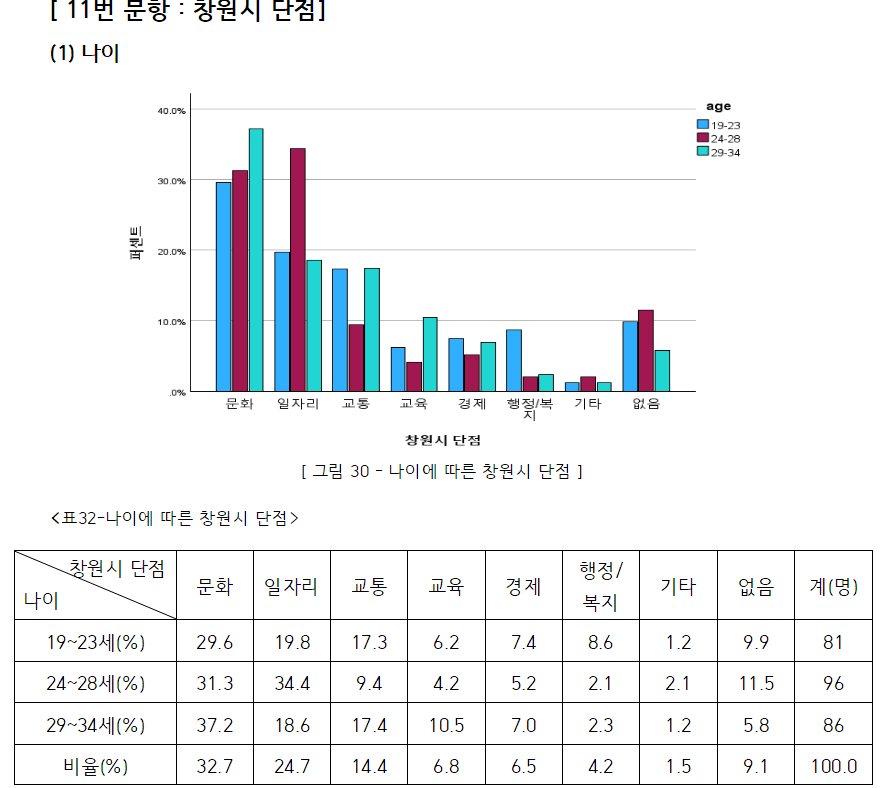 [ 11번 문항 : 창원시 단점]
(1) 나이
age
19-23
24-28
29-34
40.0%
30.0%
20.0%
10.0%
.0%
퍼센트
문화 일자리 교통 교육 경제 행정/복 기타 없음
지
창원시 단점
[ 그림 30 - 나이에 따른 창원시 단점 ]
<표32-나이에 따른 창원시 단점>
창원시 단점
나이
문화 일자리 교통 교육 경제 행정/ 기타 없음 계(명)
복지
19~23세(%) 29.6 19.8 17.3 6.2 7.4 8.6 1.2 9.9 81
24~28세(%) 31.3 34.4 9.4 4.2 5.2 2.1 2.1 11.5 96
29~34세(%) 37.2 18.6 17.4 10.5 7.0 2.3 1.2 5.8 86
비율(%) 32.7 24.7 14.4 6.8 6.5 4.2 1.5 9.1 100.0